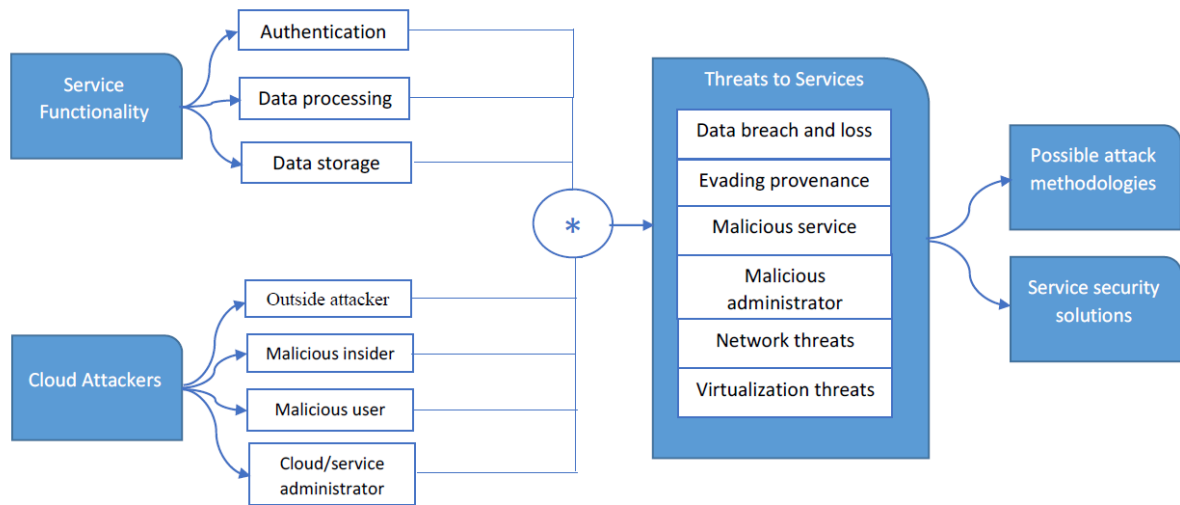 Service
Functionality
Authentication
Data processing
Data storage
Cloud Attackers
Outside attacker
Malicious insider
Malicious user
Cloud/service
administrator
*
Threats to Services
Data breach and loss
Evading provenance
Malicious service
Malicious
administrator
Network threats
Virtualization threats
Possible attack
methodologies
Service security
solutions